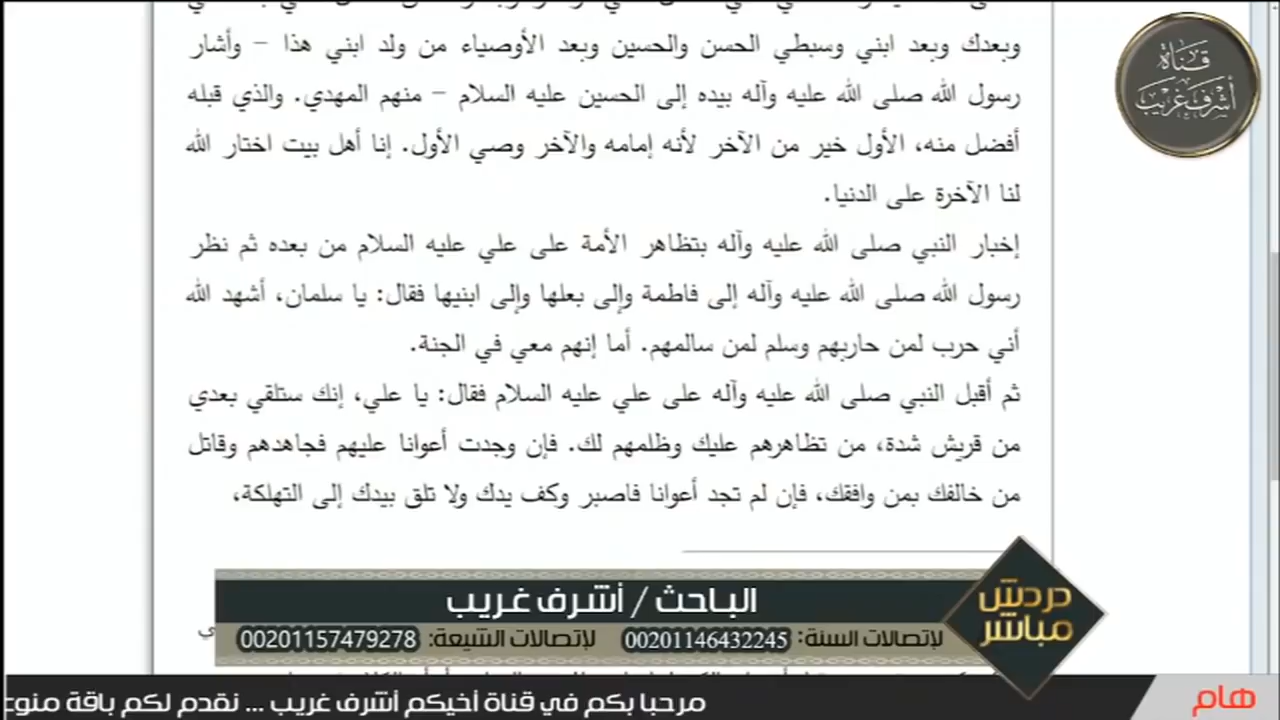 وبعدك وبعد ابني وسبطي الحسن والحسين وبعد الأوصياء من ولد ابني هذا – وأشار
رسول الله صلى الله عليه وآله بيده إلى الحسين عليه السلام – منهم المهدي. والذي قبله
أفضل منه، الأول خير من الآخر لأنه إمامه والآخر وصي الأول. إنا أهل بيت اختار الله
لنا الآخرة على الدنيا.
إخبار النبي صلى الله عليه وآله بتظاهر الأمة على علي عليه السلام من بعده ثم نظر
رسول الله صلى الله عليه وآله إلى فاطمة وإلى بعلها وإلى ابنيها فقال: يا سلمان، أشهد الله
أني حرب لمن حاربهم وسلم لمن سالمهم. أما إنهم معي في الجنة.
ثم أقبل النبي صلى الله عليه وآله على علي عليه السلام فقال: يا علي، إنك ستلقي بعدي
من قريش شدة، من تظاهرهم عليك وظلمهم لك. فإن وجدت أعوانا عليهم فجاهدهم وقاتل
من خالفك بمن وافقك، فإن لم تجد أعوانا فاصبر وكف يدك ولا تلق بيدك إلى التهلكة،
قناة
أشرف غريب
دردش
مباشر
الباحث / أشرف غريب
لإتصالات السنة: 00201146432245 لإتصالات الشيعة: 00201157479278
هام
مرحبا بكم في قناة أخيكم أشرف غريب ... نقدم لكم باقة